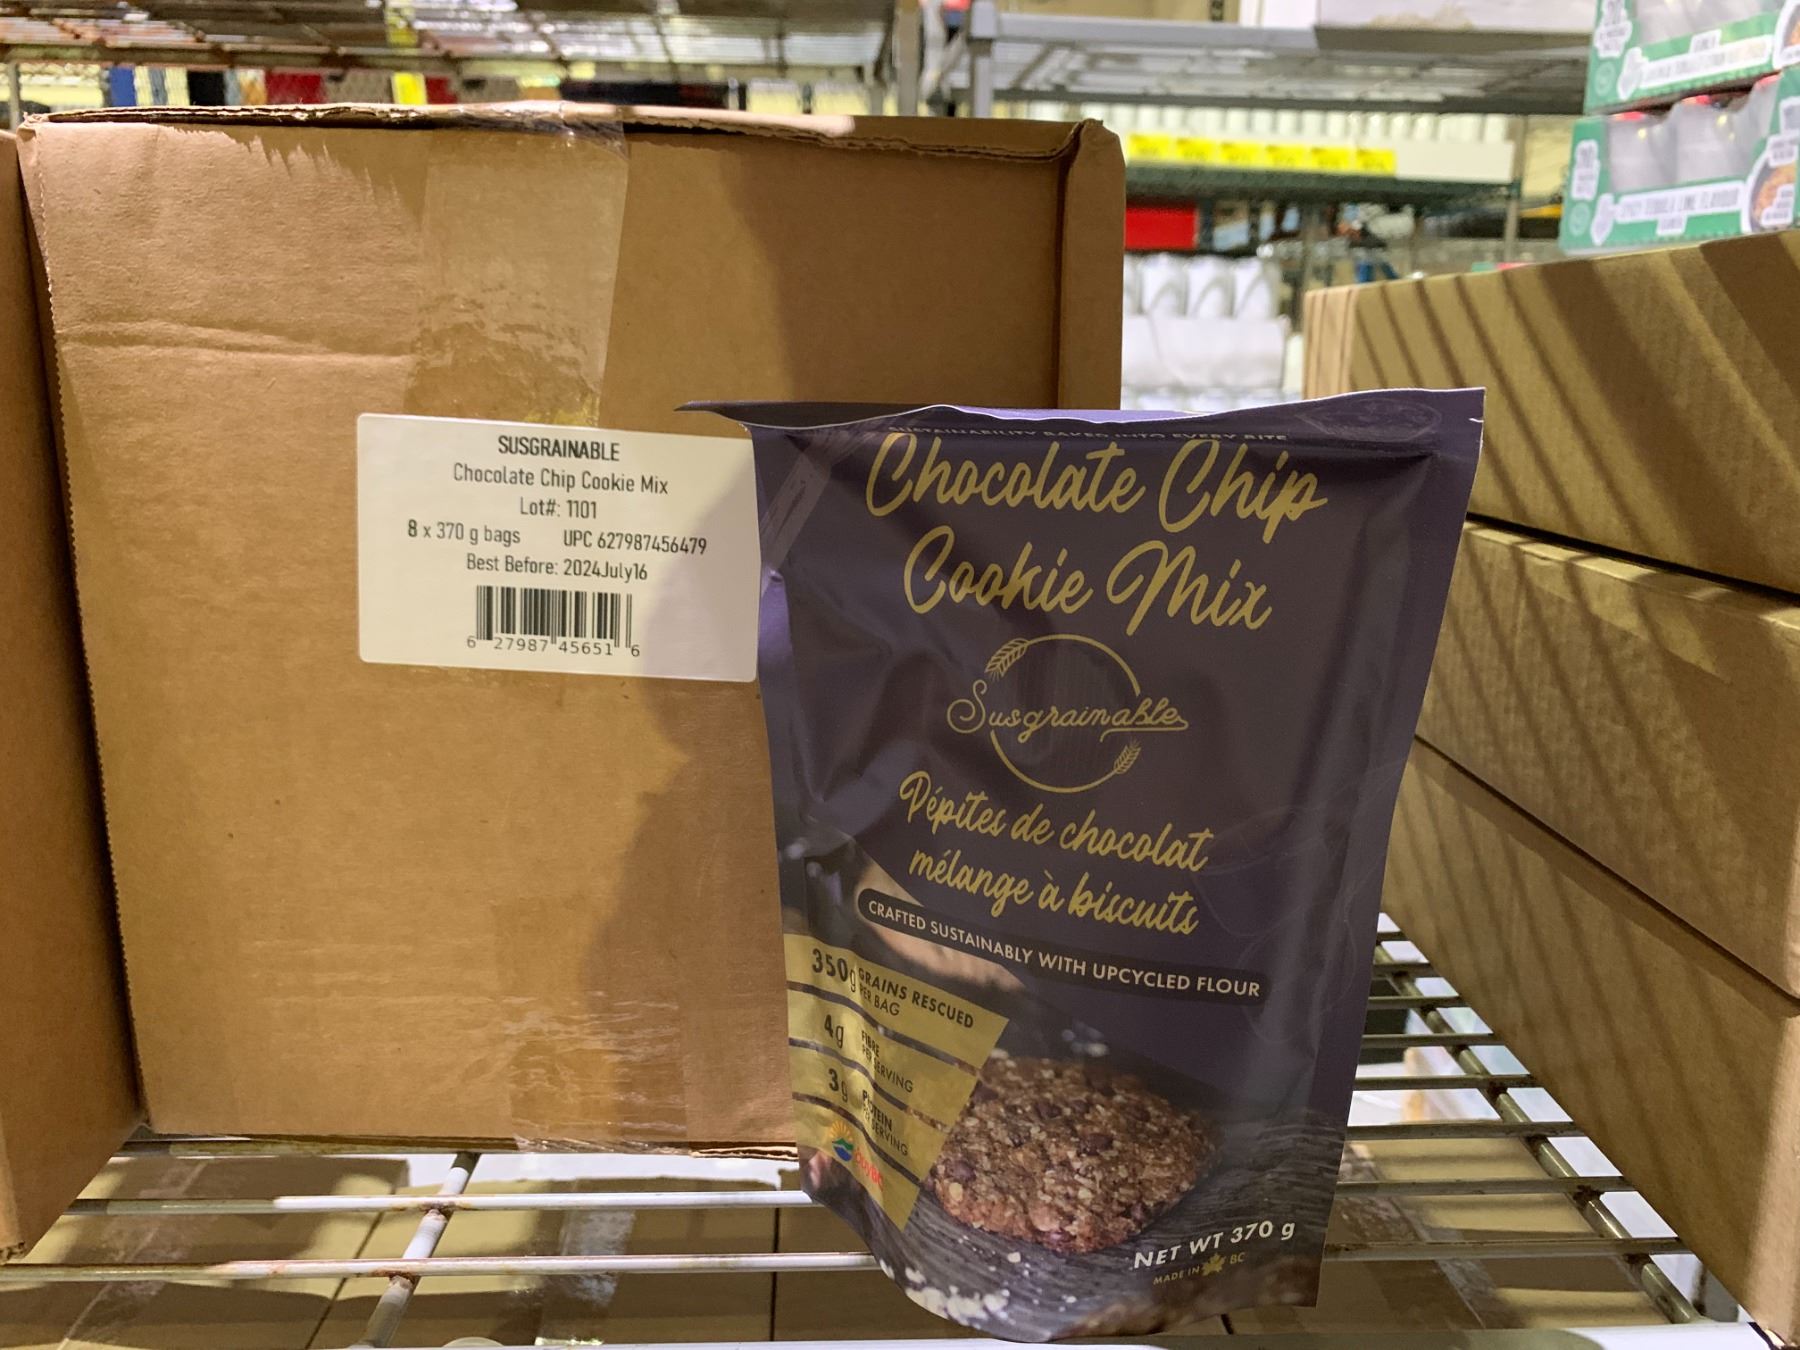 SUSGRAINABLE
Chocolate Chip Cookie Mix
Lot#: 1101
8 x 370 g bags UPC 627987456479
Best Before: 2024July16
6 27987 45651 6
SUSTAINABILITY BAKED INTO EVERY BITE
Chocolate Chip
Cookie Mix
Susgrainable
Pépites de chocolat
mélange à biscuits
CRAFTED SUSTAINABLY WITH UPCYCLED FLOUR
350g GRAINS RESCUED
PER BAG
4g FIBRE
PER SERVING
3g PROTEIN
PER SERVING
BuyBC
NET WT 370 g
MADE IN BC
LIME FLAVOUR